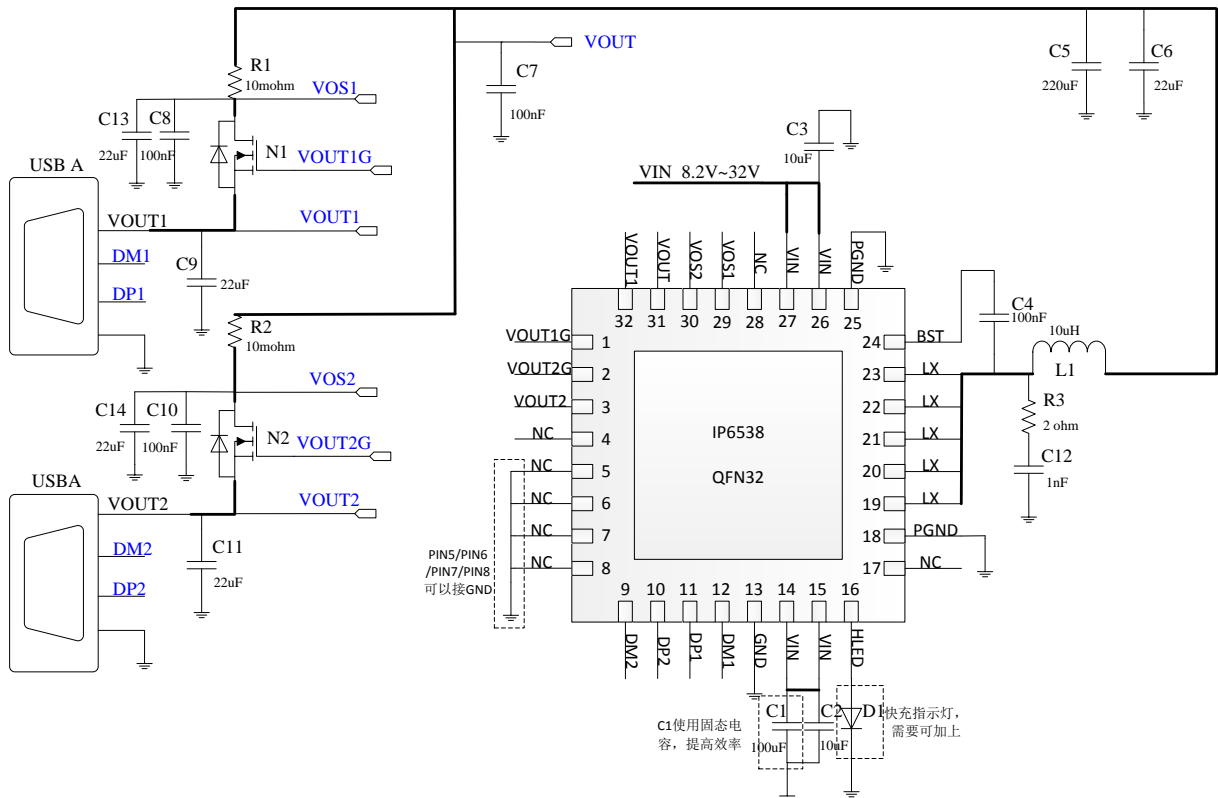 VOUT
R1
10mohm
VOS1
C13
C8
22uF
100nF
N1
VOUT1G
USB A
VOUT1
VOUT1
DM1
DP1
C9
22uF
C7
100nF
C5
220uF
C6
22uF
C3
10uF
VIN 8.2V~32V
R2
10mohm
VOS2
C14
C10
22uF
100nF
N2
VOUT2G
USBA
VOUT2
VOUT2
DM2
DP2
C11
22uF
VOUT1
VOUT
VOS2
VOS1
NC
VIN
VIN
PGND
32
31
30
29
28
27
26
25
VOUT1G
1
VOUT2G
2
VOUT2
3
NC
4
NC
5
NC
6
NC
7
NC
8
PIN5/PIN6
/PIN7/PIN8
可以接GND
IP6538
QFN32
24
BST
23
LX
22
LX
21
LX
20
LX
19
LX
18
PGND
17
NC
C4
100nF
10uH
L1
R3
2 ohm
C12
1nF
9
10
11
12
13
14
15
16
DM2
DP2
DP1
DM1
GND
VIN
VIN
HLED
C1使用固态电
容，提高效率
C1
100uF
C2
10uF
D1
快充指示灯，
需要可加上